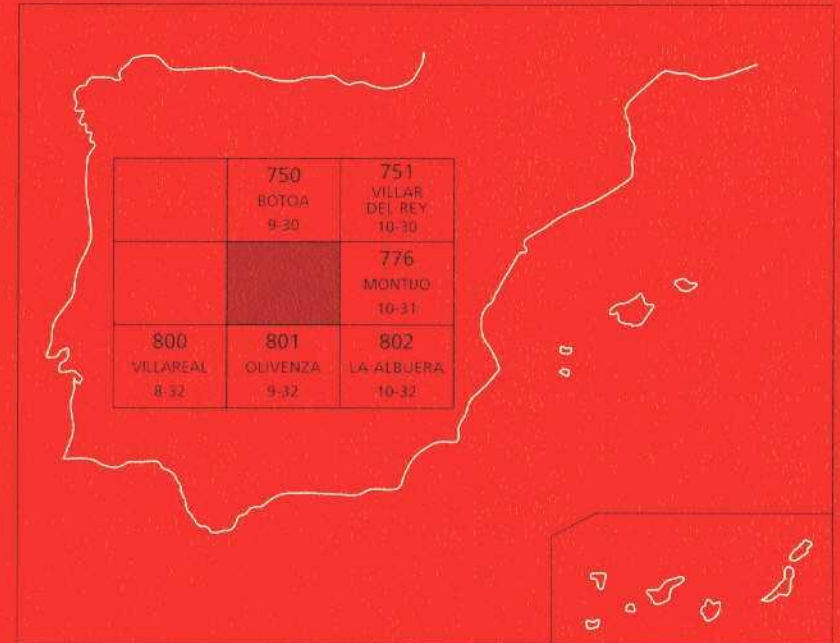 750
BOTOA
9-30
751
VILLAR
DEL REY
10-30
776
MONTIJO
10-31
800
VILLAREAL
8-32
801
OLIVENZA
9-32
802
LA ALBUERA
10-32